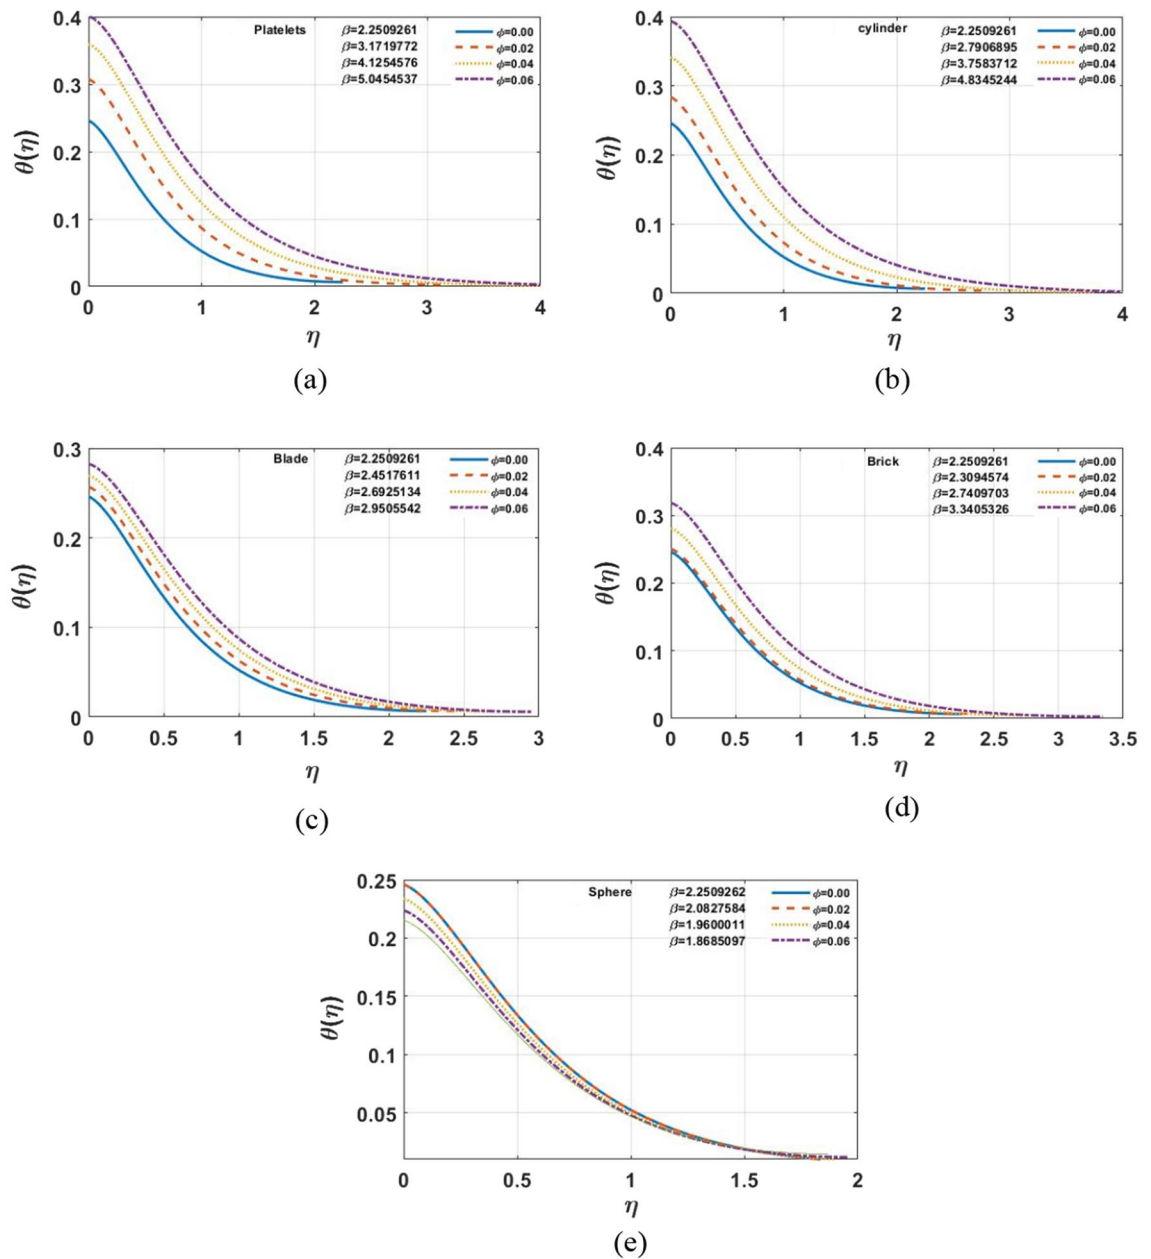 0.4
0.3
0.2
0.1
0
θ(η)
Platelets
β=2.2509261
β=3.1719772
β=4.1254576
β=5.0454537
ϕ=0.00
ϕ=0.02
ϕ=0.04
ϕ=0.06
0 1 2 3 4
η
(a)
0.4
0.3
0.2
0.1
0
θ(η)
cylinder
β=2.2509261
β=2.7906895
β=3.7583712
β=4.8345244
ϕ=0.00
ϕ=0.02
ϕ=0.04
ϕ=0.06
0 1 2 3 4
η
(b)
0.3
0.2
0.1
0
θ(η)
Blade
β=2.2509261
β=2.4517611
β=2.6925134
β=2.9505542
ϕ=0.00
ϕ=0.02
ϕ=0.04
ϕ=0.06
0 0.5 1 1.5 2 2.5 3
η
(c)
0.4
0.3
0.2
0.1
0
θ(η)
Brick
β=2.2509261
β=2.3094574
β=2.7409703
β=3.3405326
ϕ=0.00
ϕ=0.02
ϕ=0.04
ϕ=0.06
0 0.5 1 1.5 2 2.5 3 3.5
η
(d)
0.25
0.2
0.15
0.1
0.05
θ(η)
Sphere
β=2.2509262
β=2.0827584
β=1.9600011
β=1.8685097
ϕ=0.00
ϕ=0.02
ϕ=0.04
ϕ=0.06
0 0.5 1 1.5 2
η
(e)